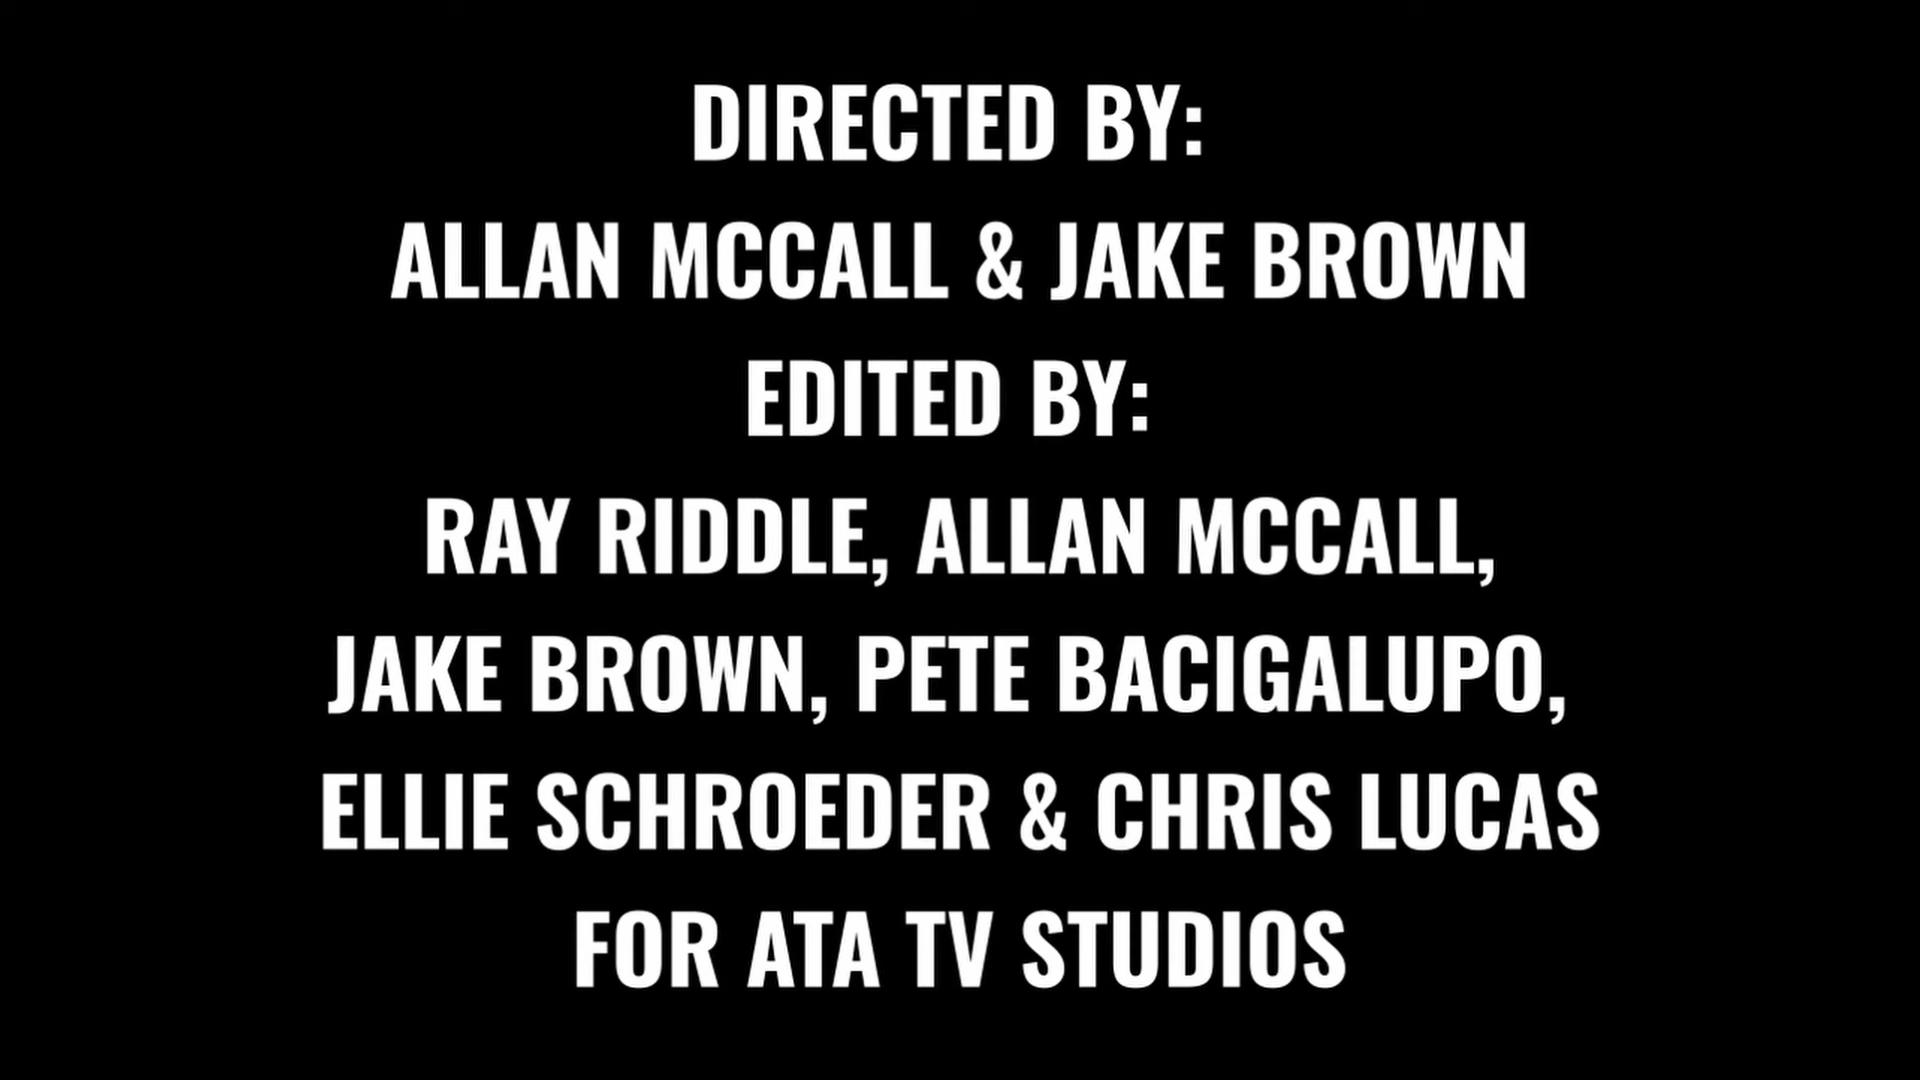 DIRECTED BY:
ALLAN MCCALL & JAKE BROWN
EDITED BY:
RAY RIDDLE, ALLAN MCCALL,
JAKE BROWN, PETE BACIGALUPO,
ELLIE SCHROEDER & CHRIS LUCAS
FOR ATA TV STUDIOS